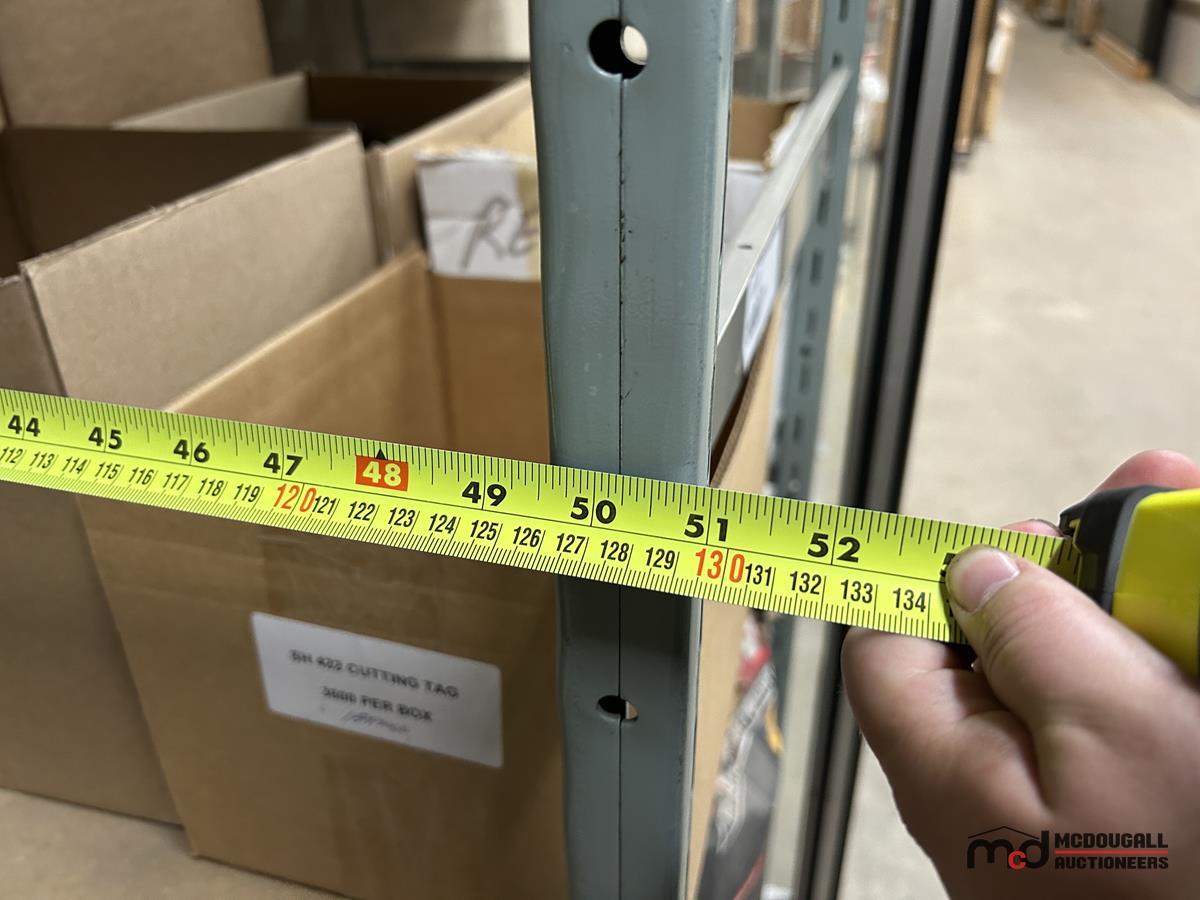 RE
44 45 46 47 48 49 50 51 52
112 113 114 115 116 117 118 119 120 121 122 123 124 125 126 127 128 129 130 131 132 133 134
SH 422 CUTTING TAG
3000 PER BOX
mcd MCDOUGALL
AUCTIONEERS